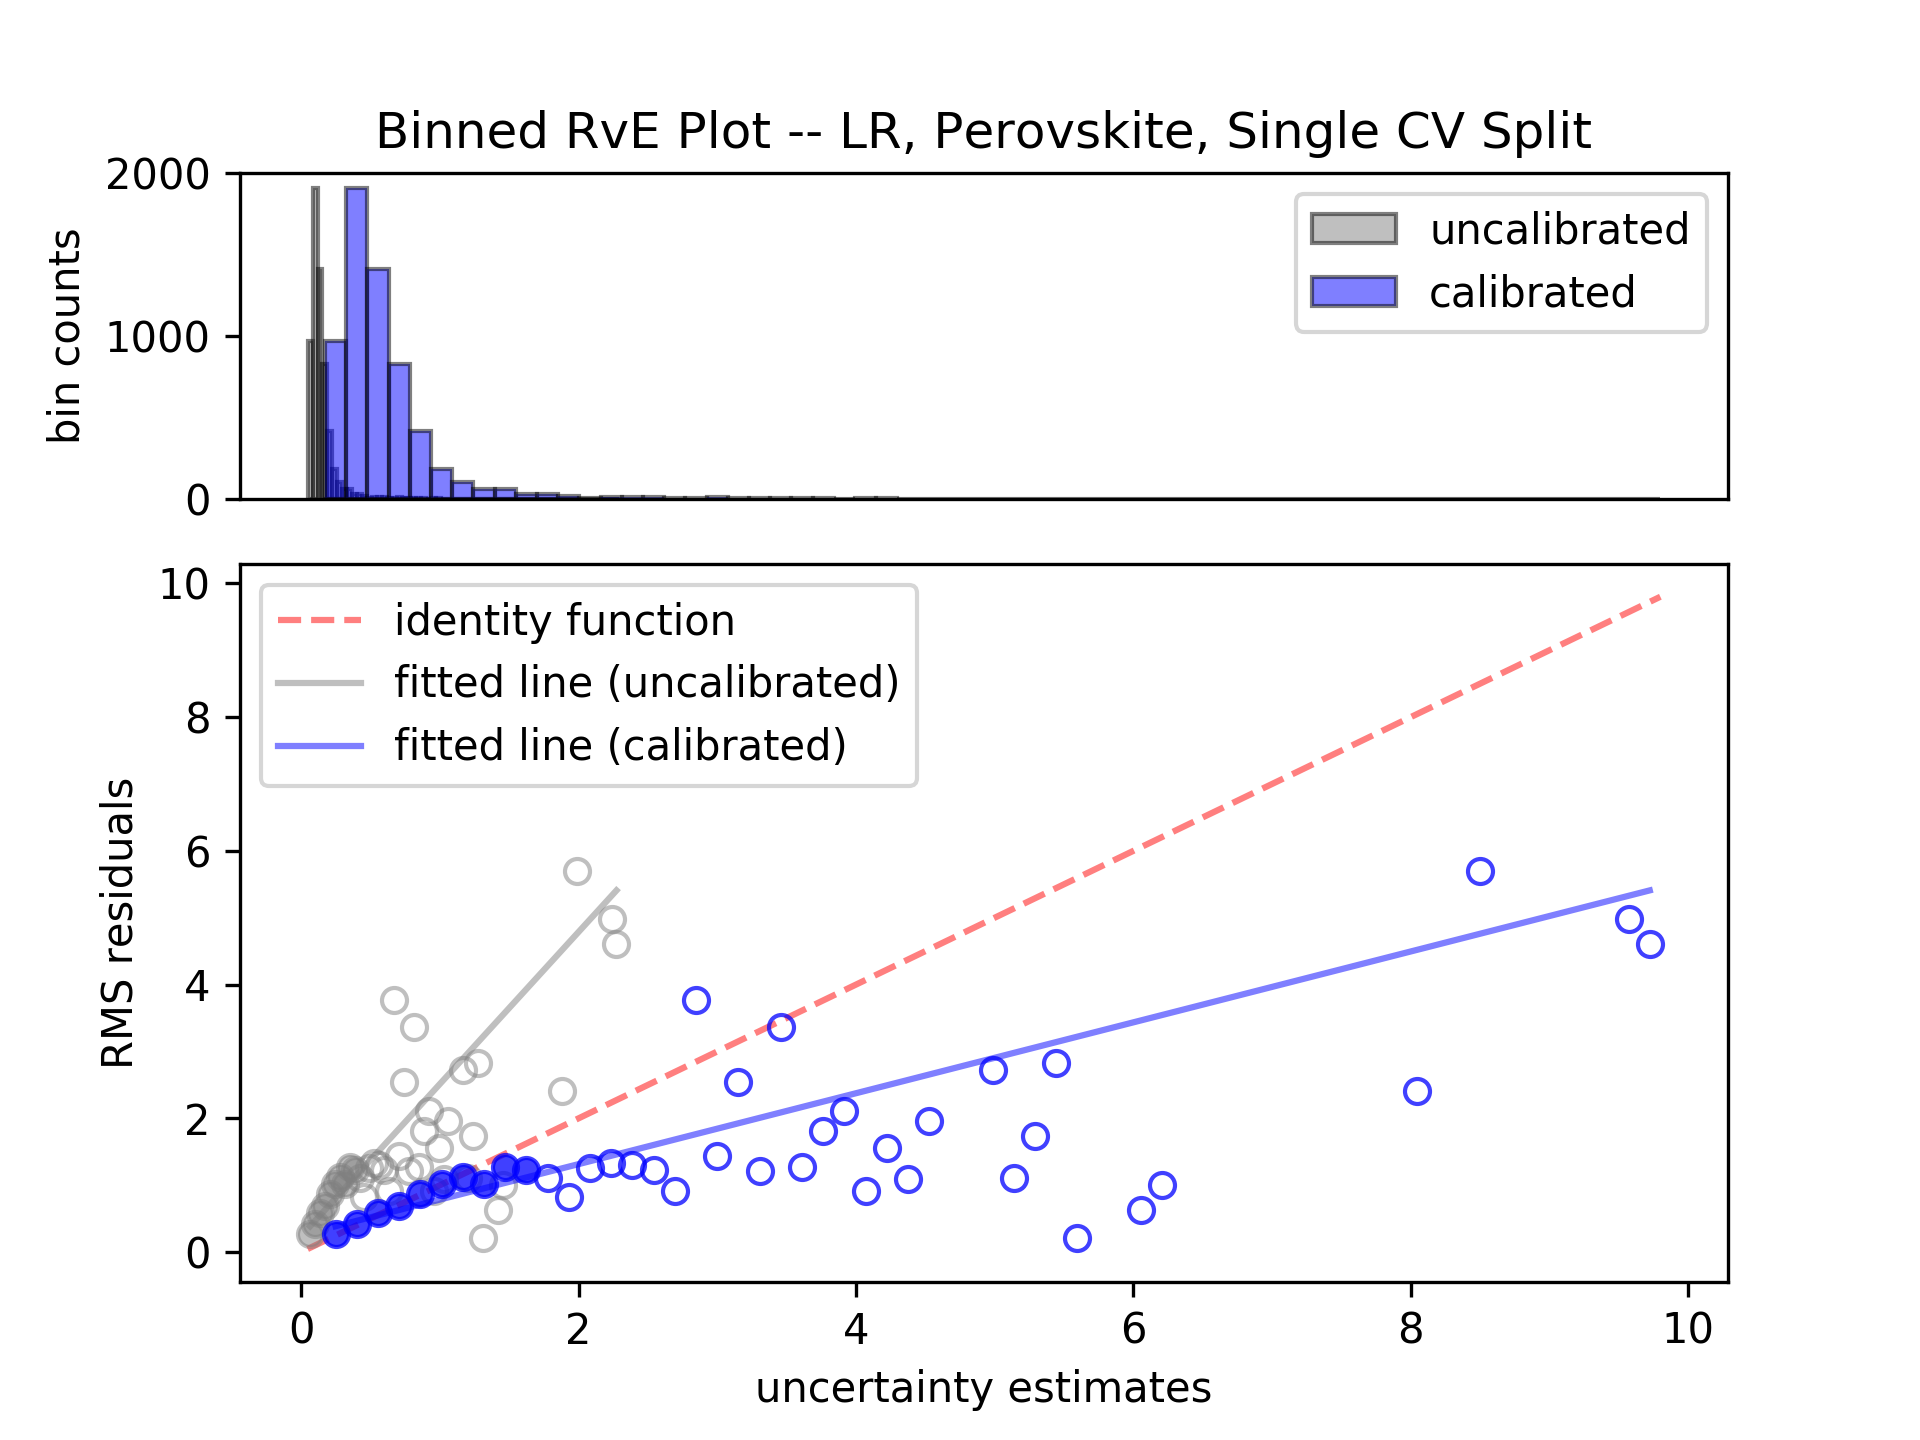 Binned RvE Plot -- LR, Perovskite, Single CV Split
2000
1000
0
bin counts
uncalibrated
calibrated
10
8
6
4
2
0
RMS residuals
identity function
fitted line (uncalibrated)
fitted line (calibrated)
0 2 4 6 8 10
uncertainty estimates